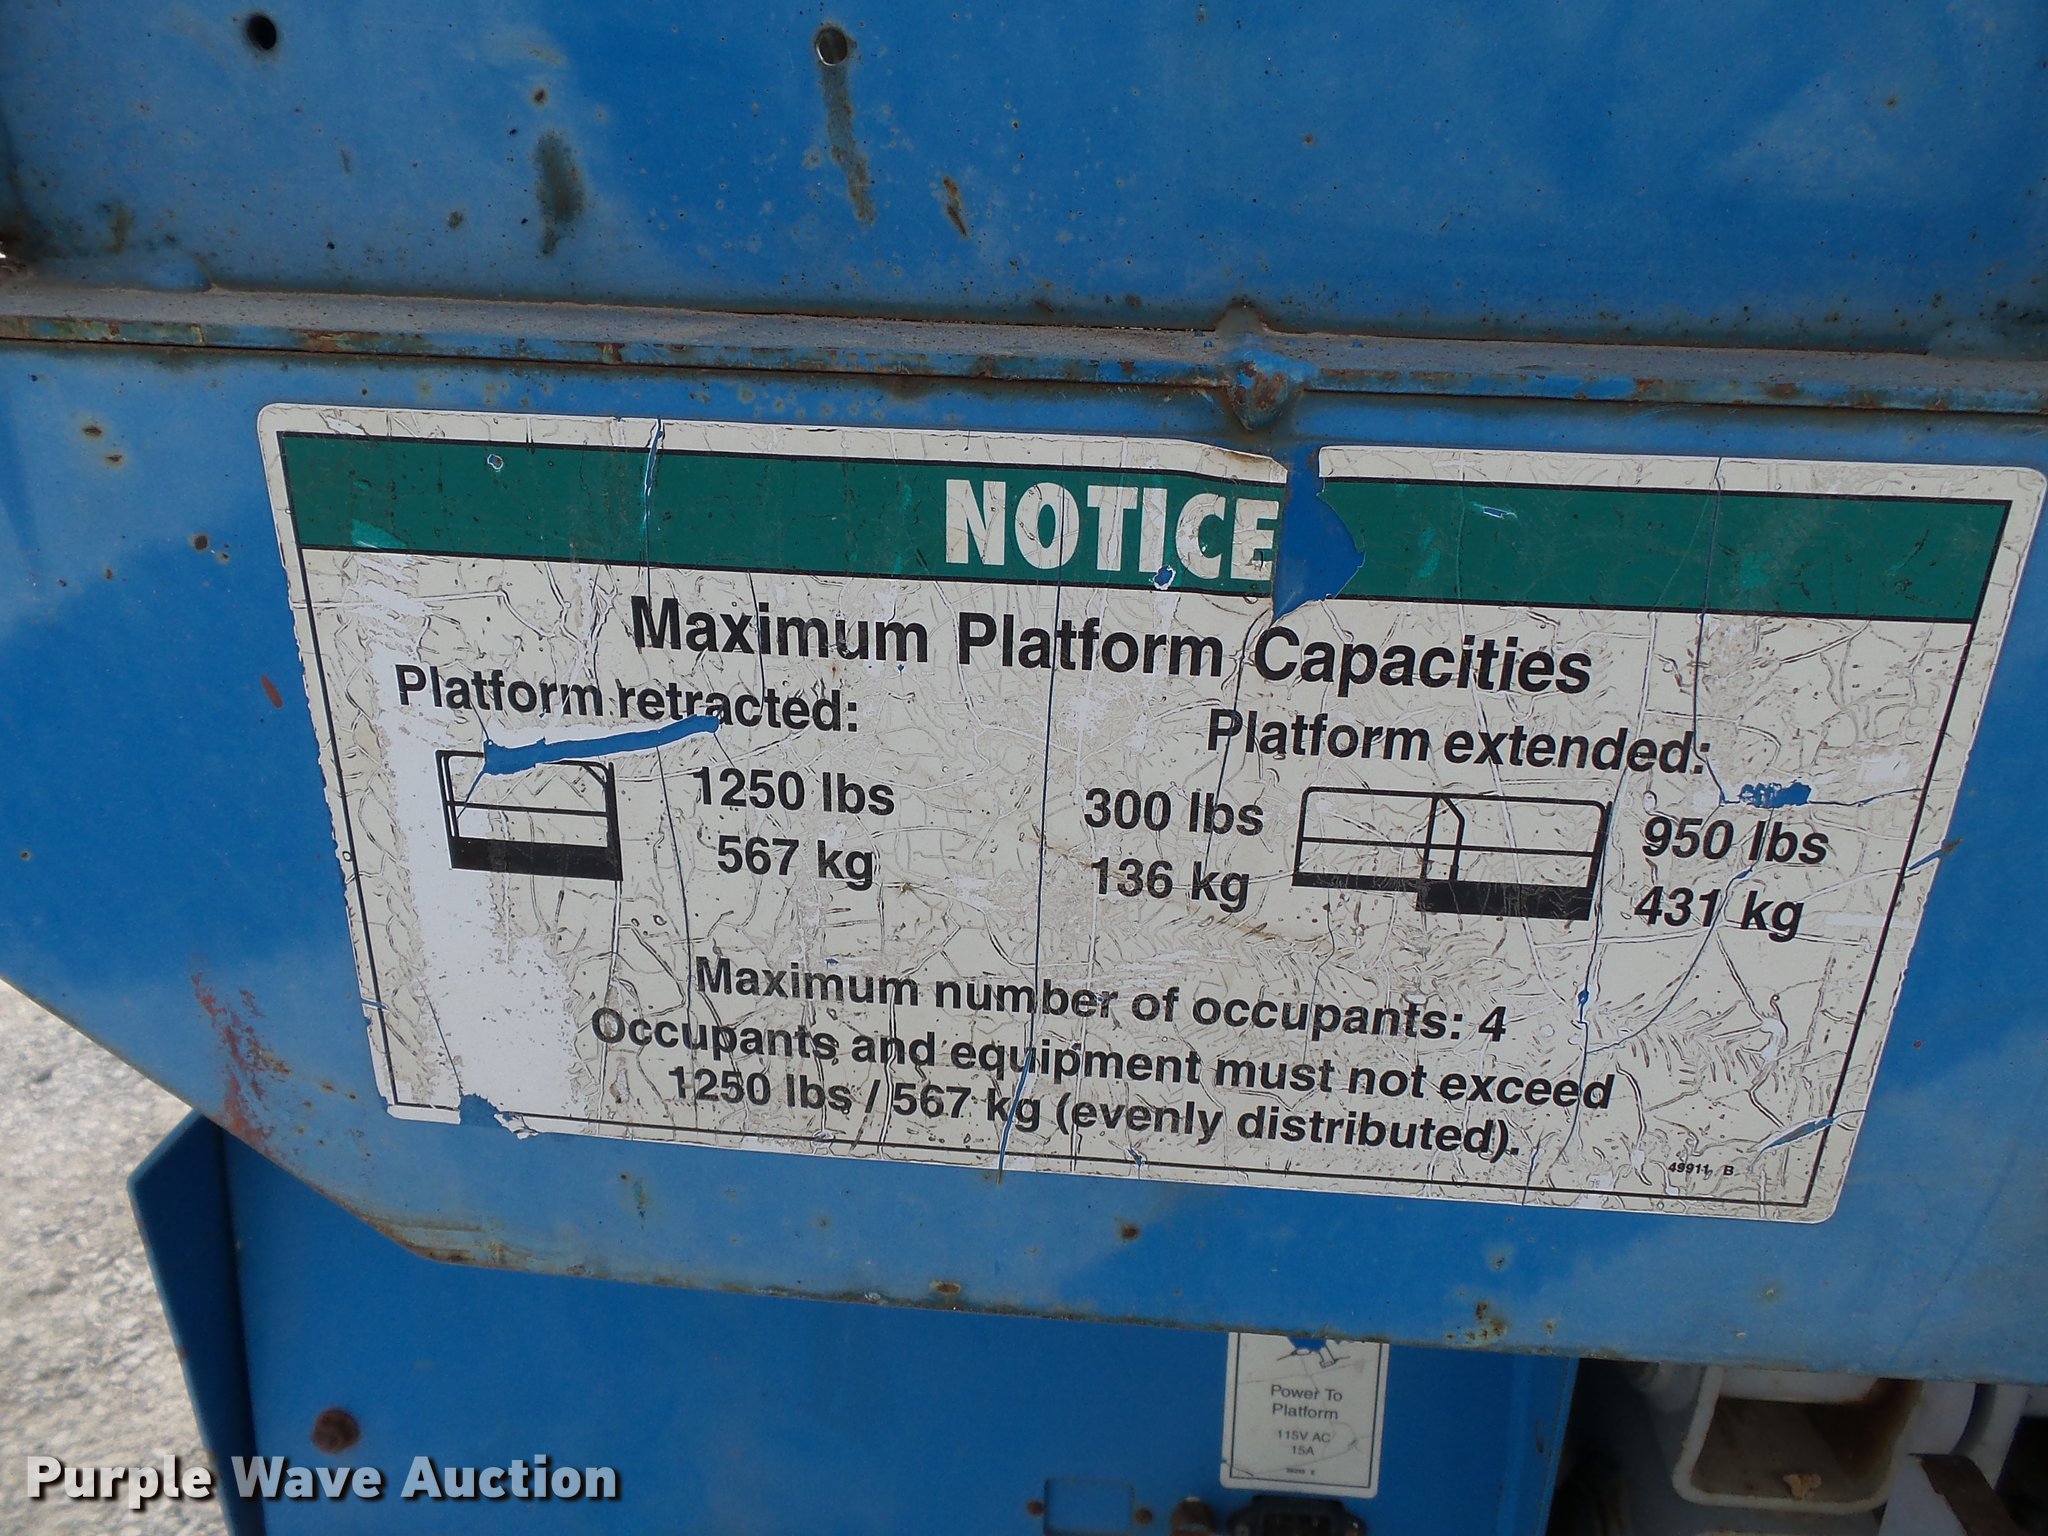 NOTICE
Maximum Platform Capacities
Platform retracted:
1250 lbs
567 kg
Platform extended:
300 lbs
136 kg
950 lbs
431 kg
Maximum number of occupants: 4
Occupants and equipment must not exceed
1250 lbs / 567 kg (evenly distributed).
49911 B
Power To
Platform
115V AC
15A
Purple Wave Auction